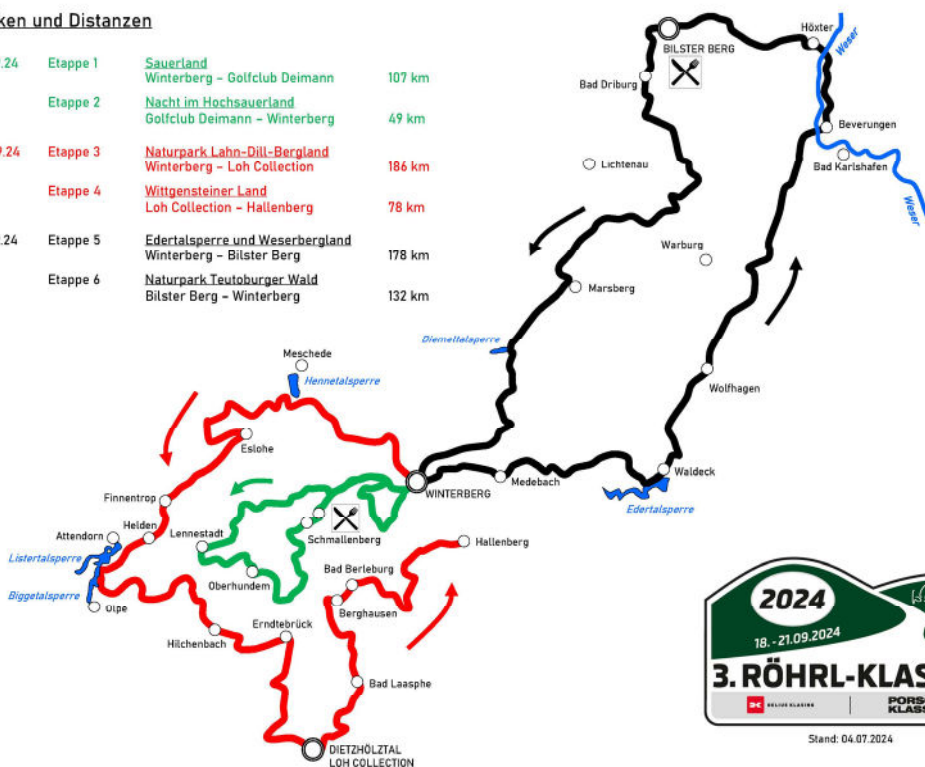 ken und Distanzen
.24 Etappe 1 Sauerland
Winterberg – Golfclub Deimann 107 km
Etappe 2 Nacht im Hochsauerland
Golfclub Deimann – Winterberg 49 km
.24 Etappe 3 Naturpark Lahn-Dill-Bergland
Winterberg – Loh Collection 186 km
Etappe 4 Wittgensteiner Land
Loh Collection – Hallenberg 78 km
.24 Etappe 5 Edertalsperre und Weserbergland
Winterberg – Bilster Berg 178 km
Etappe 6 Naturpark Teutoburger Wald
Bilster Berg – Winterberg 132 km
Höxter
Weser
BILSTER BERG
Bad Driburg
Beverungen
Lichtenau
Bad Karlshafen
Weser
Warburg
Marsberg
Diemeltalsperre
Meschede
Hennetalsperre
Wolfhagen
Eslohe
Waldeck
Medebach
WINTERBERG
Finnentrop
Edertalsperre
Helden
Attendorn
Lennestadt
Schmallenberg
Hallenberg
Listertalsperre
Oberhundem
Bad Berleburg
Biggetalsperre
Olpe
Berghausen
Erndtebrück
Hilchenbach
Bad Laasphe
DIETZHÖLZTAL
LOH COLLECTION
2024
18.-21.09.2024
3. RÖHRL-KLAS
DELIUS KLASING
PORS
KLASS
Stand: 04.07.2024